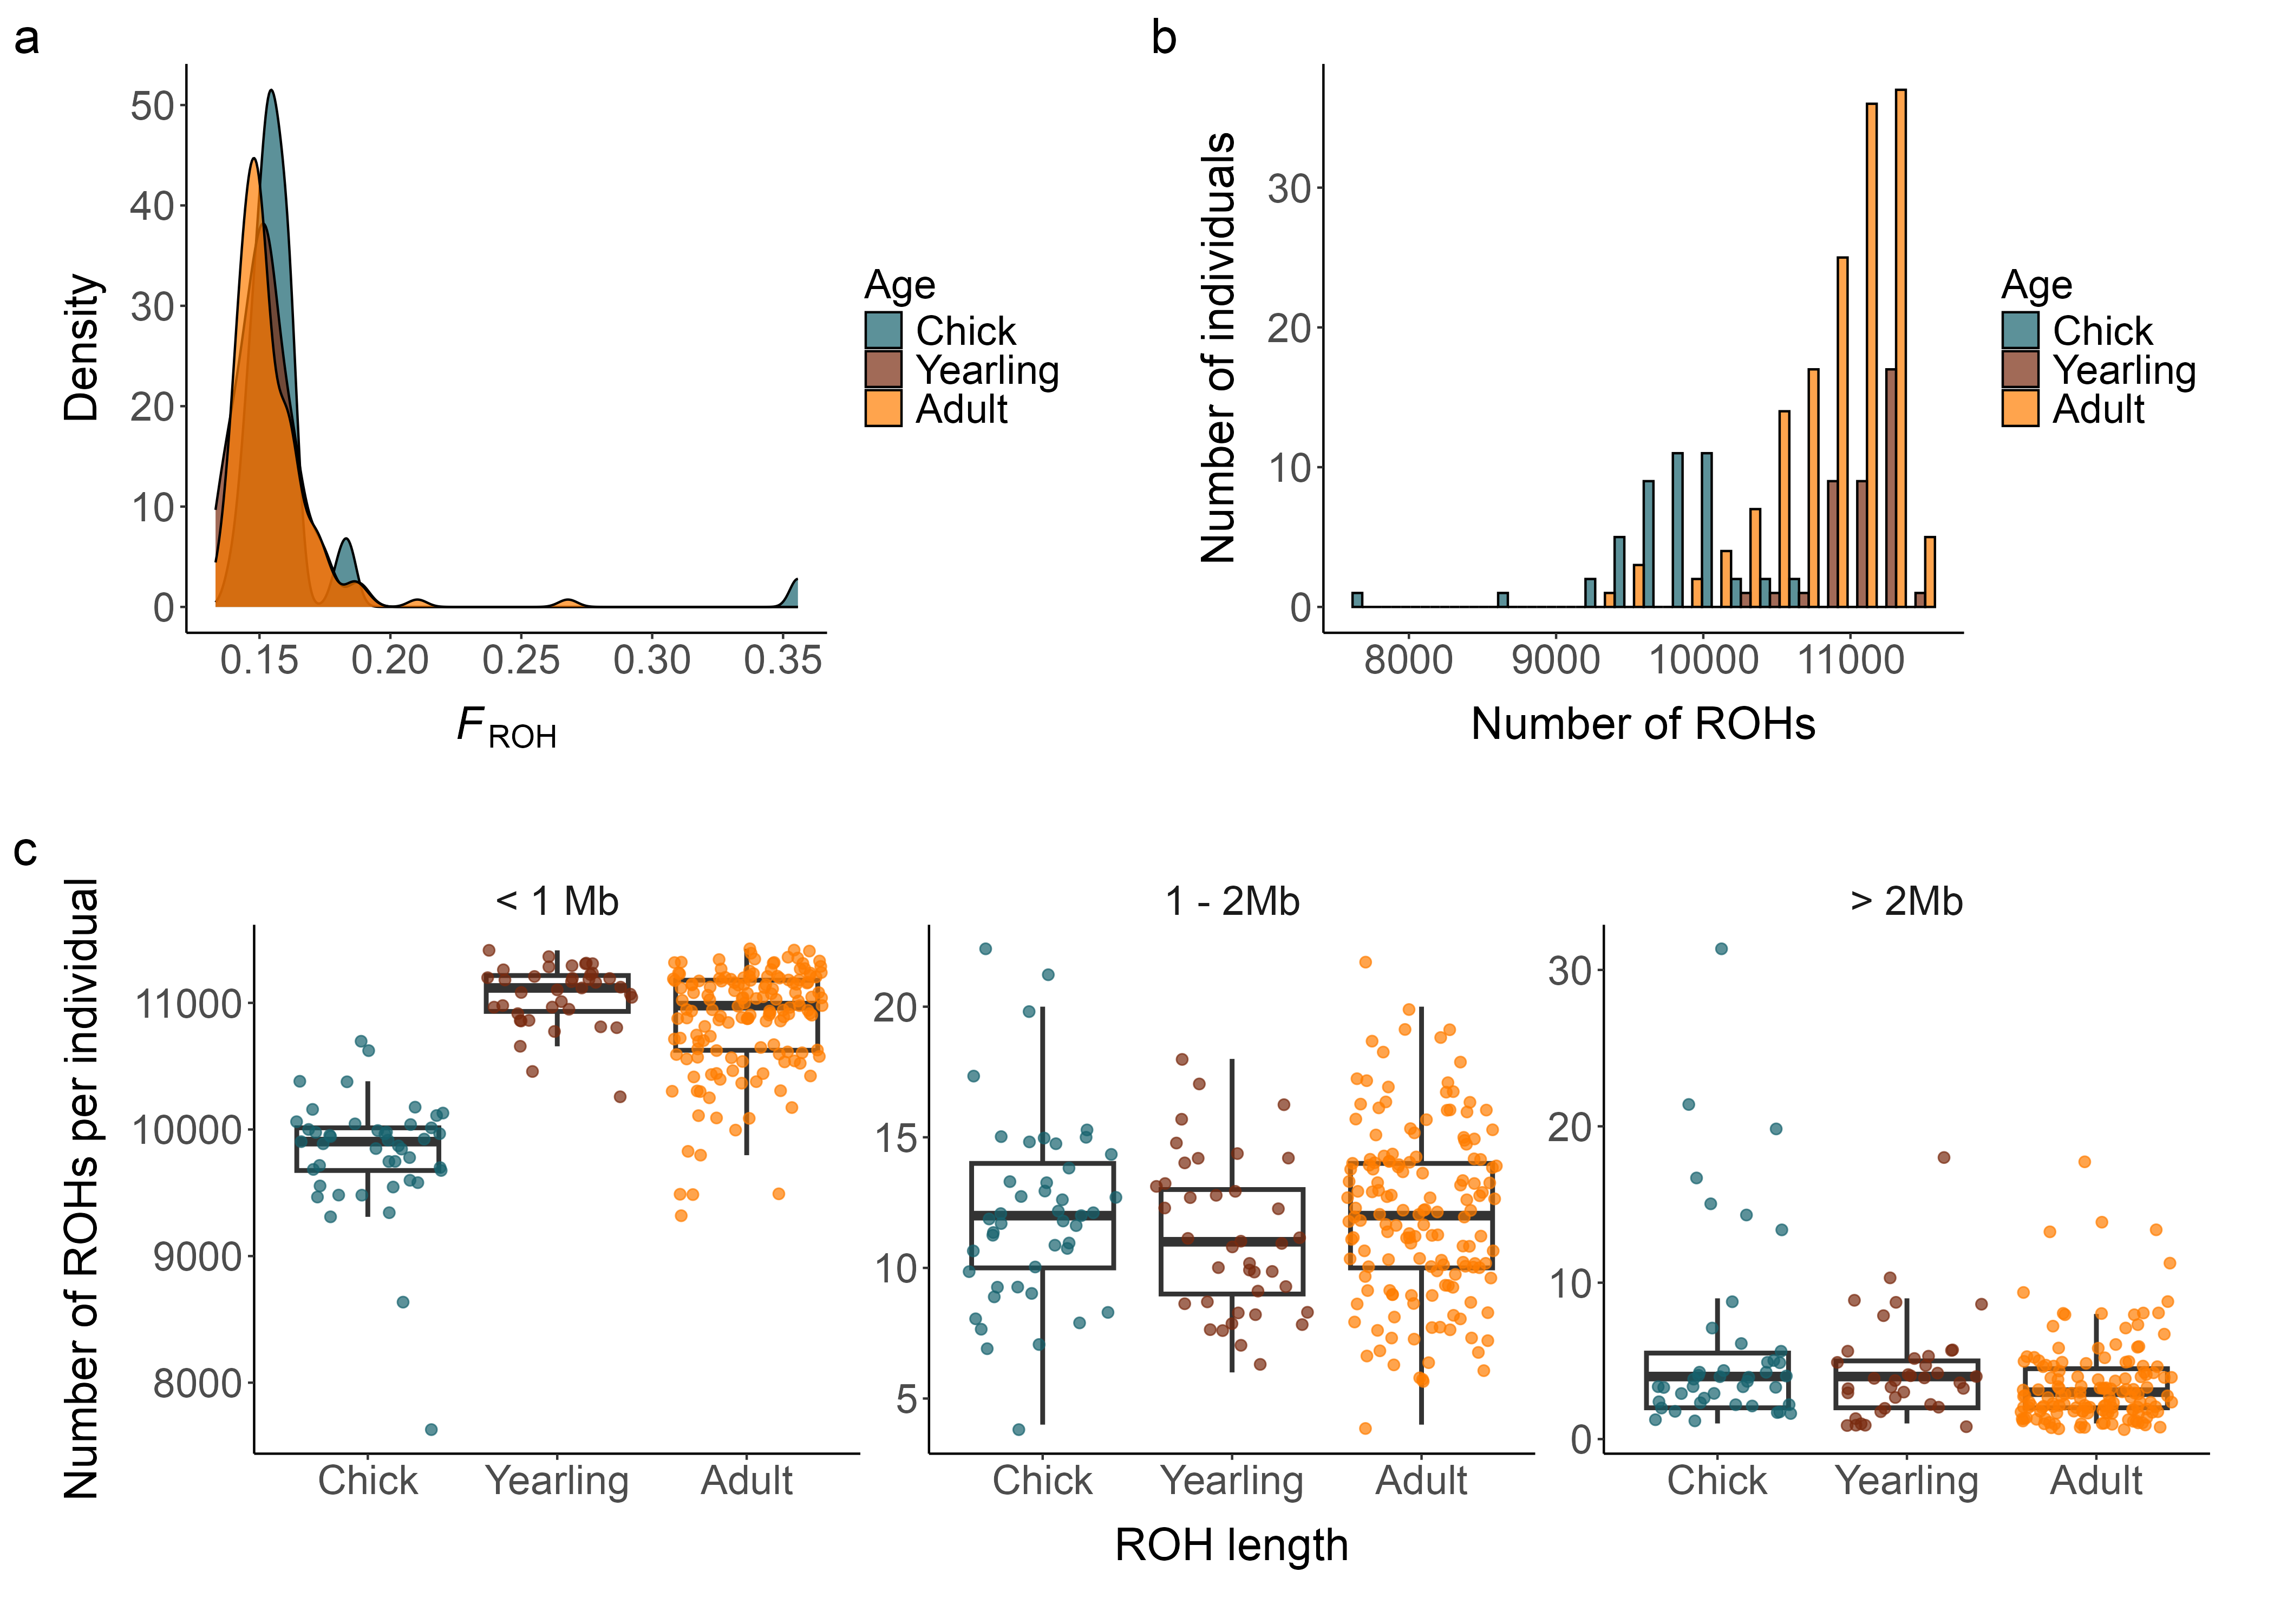 a
50
40
30
20
10
0
Density
0.15 0.20 0.25 0.30 0.35
F ROH
Age
Chick
Yearling
Adult
b
30
20
10
0
Number of individuals
8000 9000 10000 11000
Number of ROHs
Age
Chick
Yearling
Adult
c
Number of ROHs per individual
< 1 Mb
11000
10000
9000
8000
Chick Yearling Adult
1 - 2Mb
20
15
10
5
Chick Yearling Adult
> 2Mb
30
20
10
0
Chick Yearling Adult
ROH length